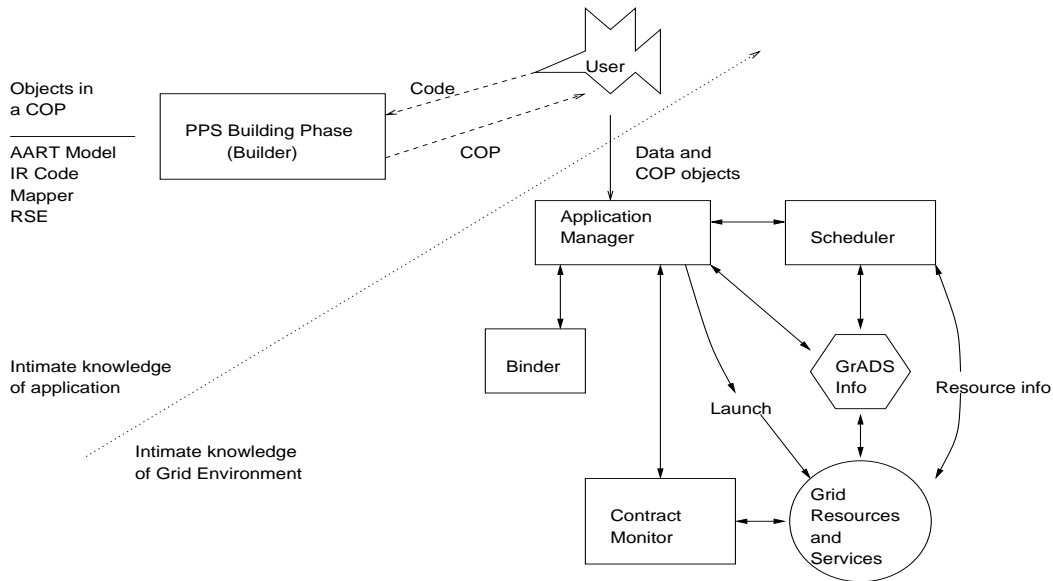 User
Objects in
a COP
Code
PPS Building Phase
(Builder)
AART Model
IR Code
Mapper
RSE
COP
Data and
COP objects
Application
Manager
Scheduler
Binder
GrADS
Info
Resource info
Launch
Intimate knowledge
of application
Intimate knowledge
of Grid Environment
Contract
Monitor
Grid
Resources
and
Services